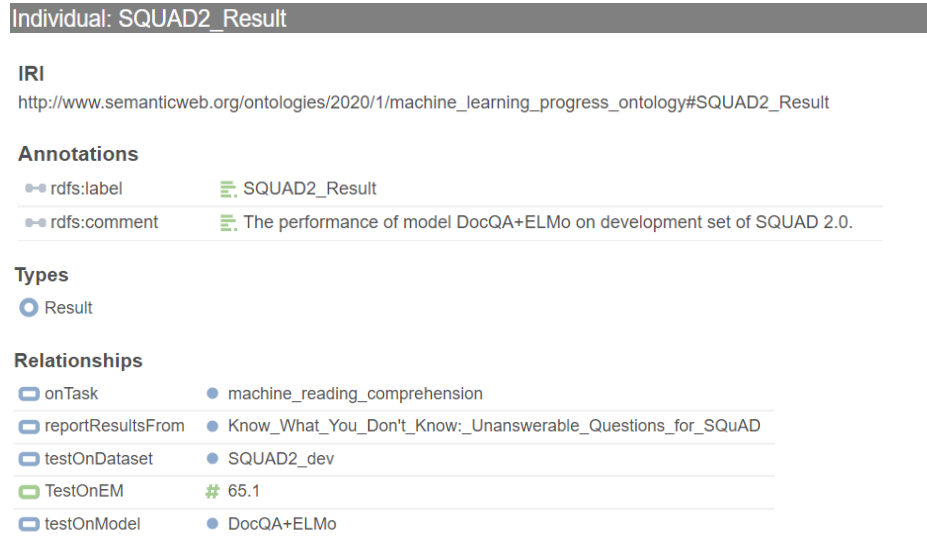 Individual: SQUAD2_Result
IRI
http://www.semanticweb.org/ontologies/2020/1/machine_learning_progress_ontology#SQUAD2_Result
Annotations
rdfs:label SQUAD2_Result
rdfs:comment The performance of model DocQA+ELMo on development set of SQUAD 2.0.
Types
Result
Relationships
onTask machine_reading_comprehension
reportResultsFrom Know_What_You_Don't_Know:_Unanswerable_Questions_for_SQuAD
testOnDataset SQUAD2_dev
TestOnEM # 65.1
testOnModel DocQA+ELMo